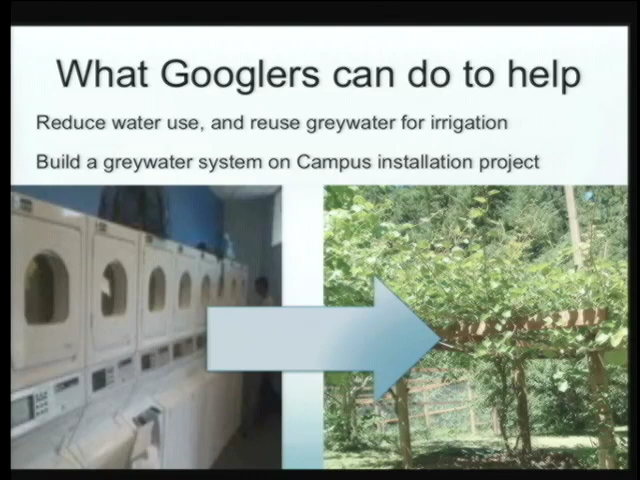 What Googlers can do to help
Reduce water use, and reuse greywater for irrigation
Build a greywater system on Campus installation project